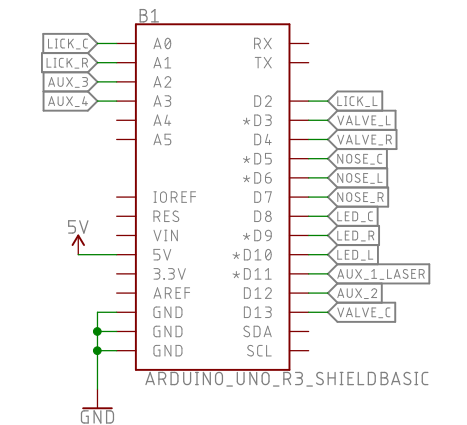 B1
LICK_C A0 RX
LICK_R A1 TX
AUX_3 A2
AUX_4 A3 D2 LICK_L
A4 *D3 VALVE_L
A5 D4 VALVE_R
*D5 NOSE_C
*D6 NOSE_L
IOREF D7 NOSE_R
RES D8 LED_C
5V VIN *D9 LED_R
5V *D10 LED_L
3.3V *D11 AUX_1_LASER
AREF D12 AUX_2
GND D13 VALVE_C
GND SDA
GND SCL
ARDUINO_UNO_R3_SHIELDBASIC
GND